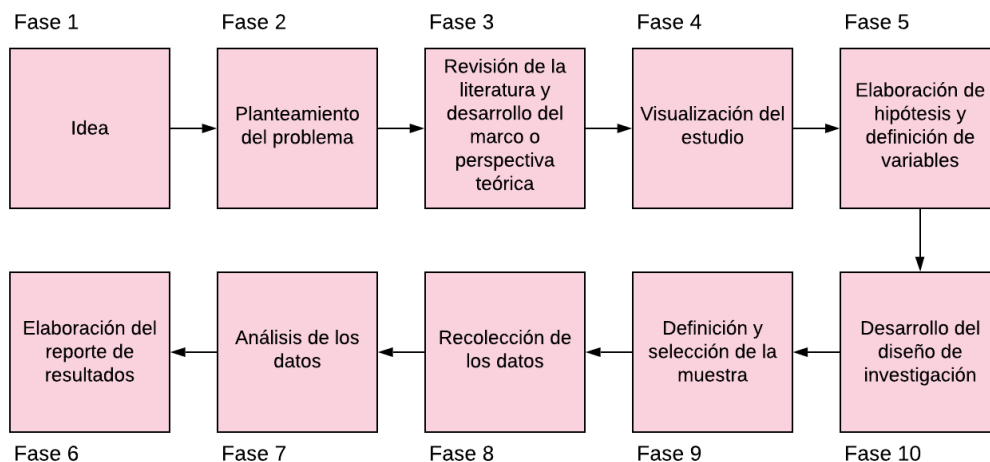 Fase 1
Fase 2
Fase 3
Fase 4
Fase 5
Idea
Planteamiento
del problema
Revisión de la
literatura y
desarrollo del
marco o
perspectiva
teórica
Visualización del
estudio
Elaboración de
hipótesis y
definición de
variables
Elaboración del
reporte de
resultados
Análisis de los
datos
Recolección de
los datos
Definición y
selección de la
muestra
Desarrollo del
diseño de
investigación
Fase 6
Fase 7
Fase 8
Fase 9
Fase 10